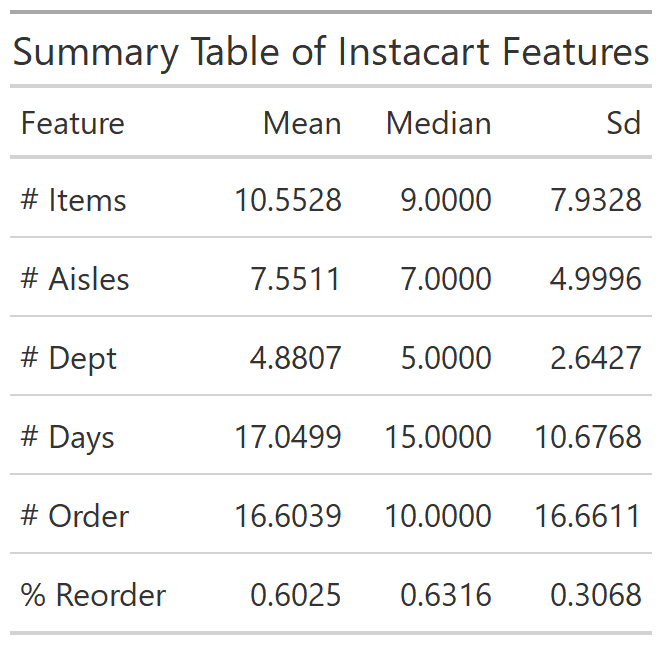 Summary Table of Instacart Features
Feature Mean Median Sd
# Items 10.5528 9.0000 7.9328
# Aisles 7.5511 7.0000 4.9996
# Dept 4.8807 5.0000 2.6427
# Days 17.0499 15.0000 10.6768
# Order 16.6039 10.0000 16.6611
% Reorder 0.6025 0.6316 0.3068